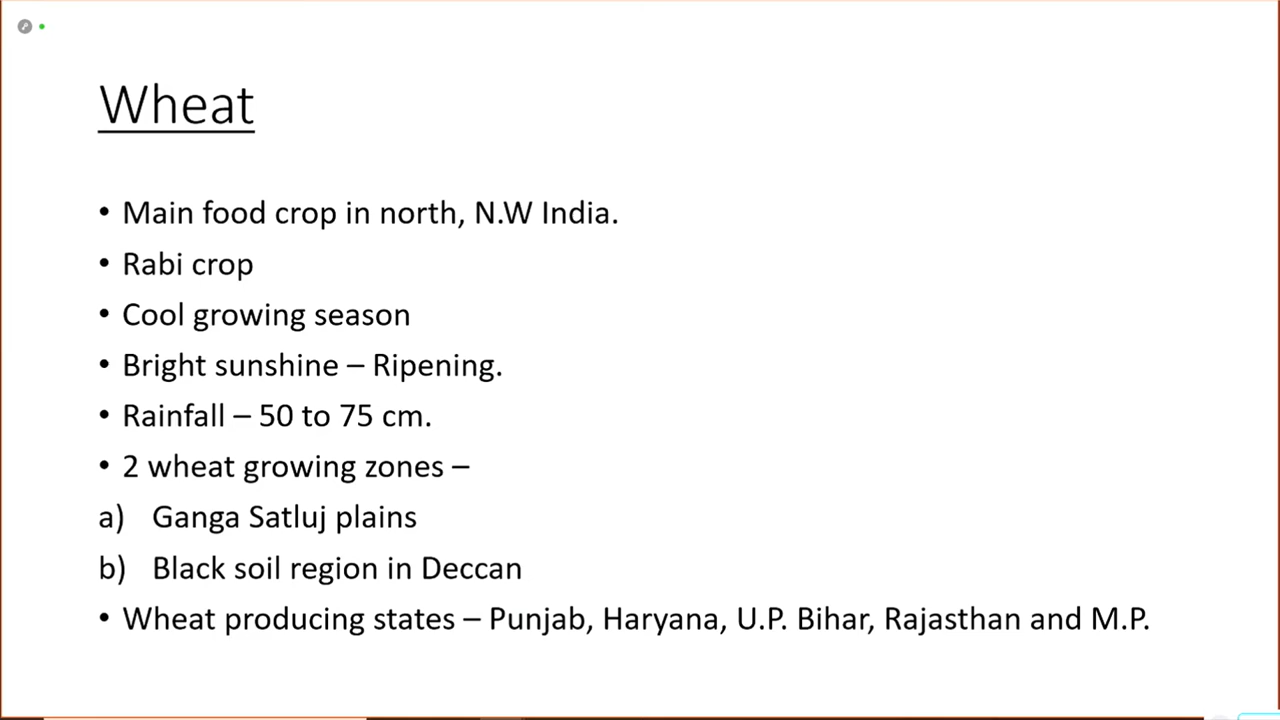 Wheat
• Main food crop in north, N.W India.
• Rabi crop
• Cool growing season
• Bright sunshine – Ripening.
• Rainfall – 50 to 75 cm.
• 2 wheat growing zones –
a) Ganga Satluj plains
b) Black soil region in Deccan
• Wheat producing states – Punjab, Haryana, U.P. Bihar, Rajasthan and M.P.